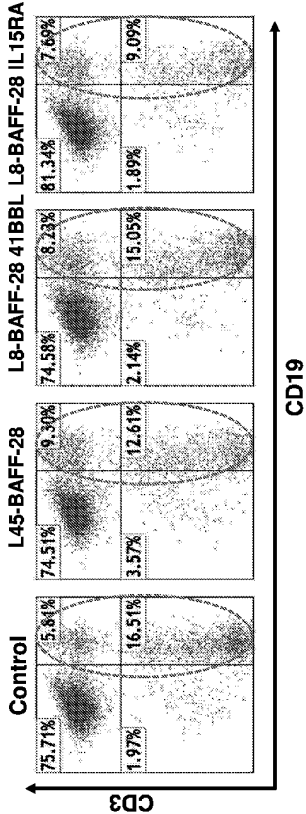 Control L45-BAFF-28 L8-BAFF-28 41BBL L8-BAFF-28 IL15RA
75.71% 5.81% 74.51% 9.30% 74.58% 8.23% 81.34% 7.69%
1.97% 16.51% 3.57% 12.61% 2.14% 15.05% 1.89% 9.09%
CD3
CD19